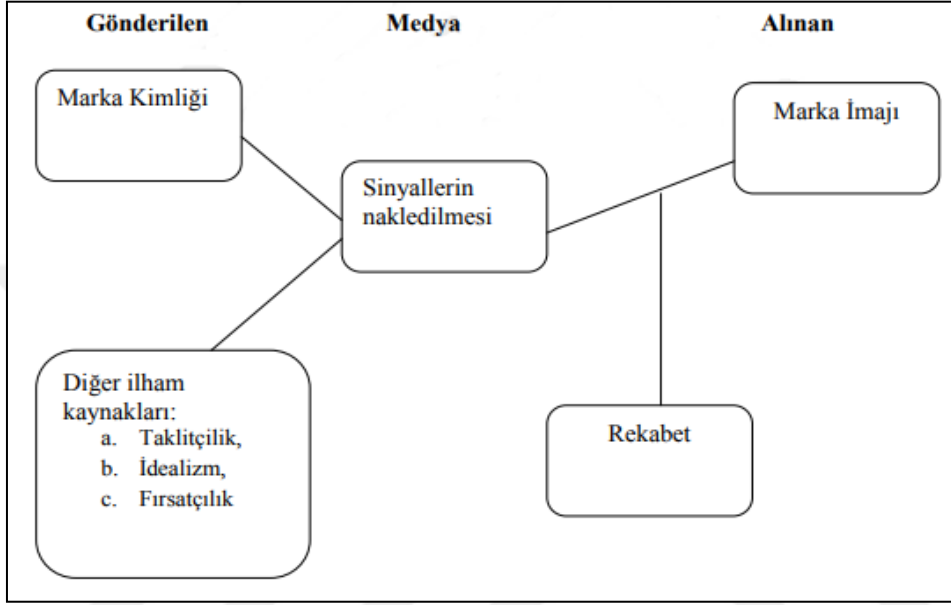 Gönderilen
Medya
Alınan
Marka Kimliği
Marka İmajı
Sinyallerin
nakledilmesi
Diğer ilham
kaynakları:
a. Taklitçilik,
b. İdealizm,
c. Fırsatçılık
Rekabet